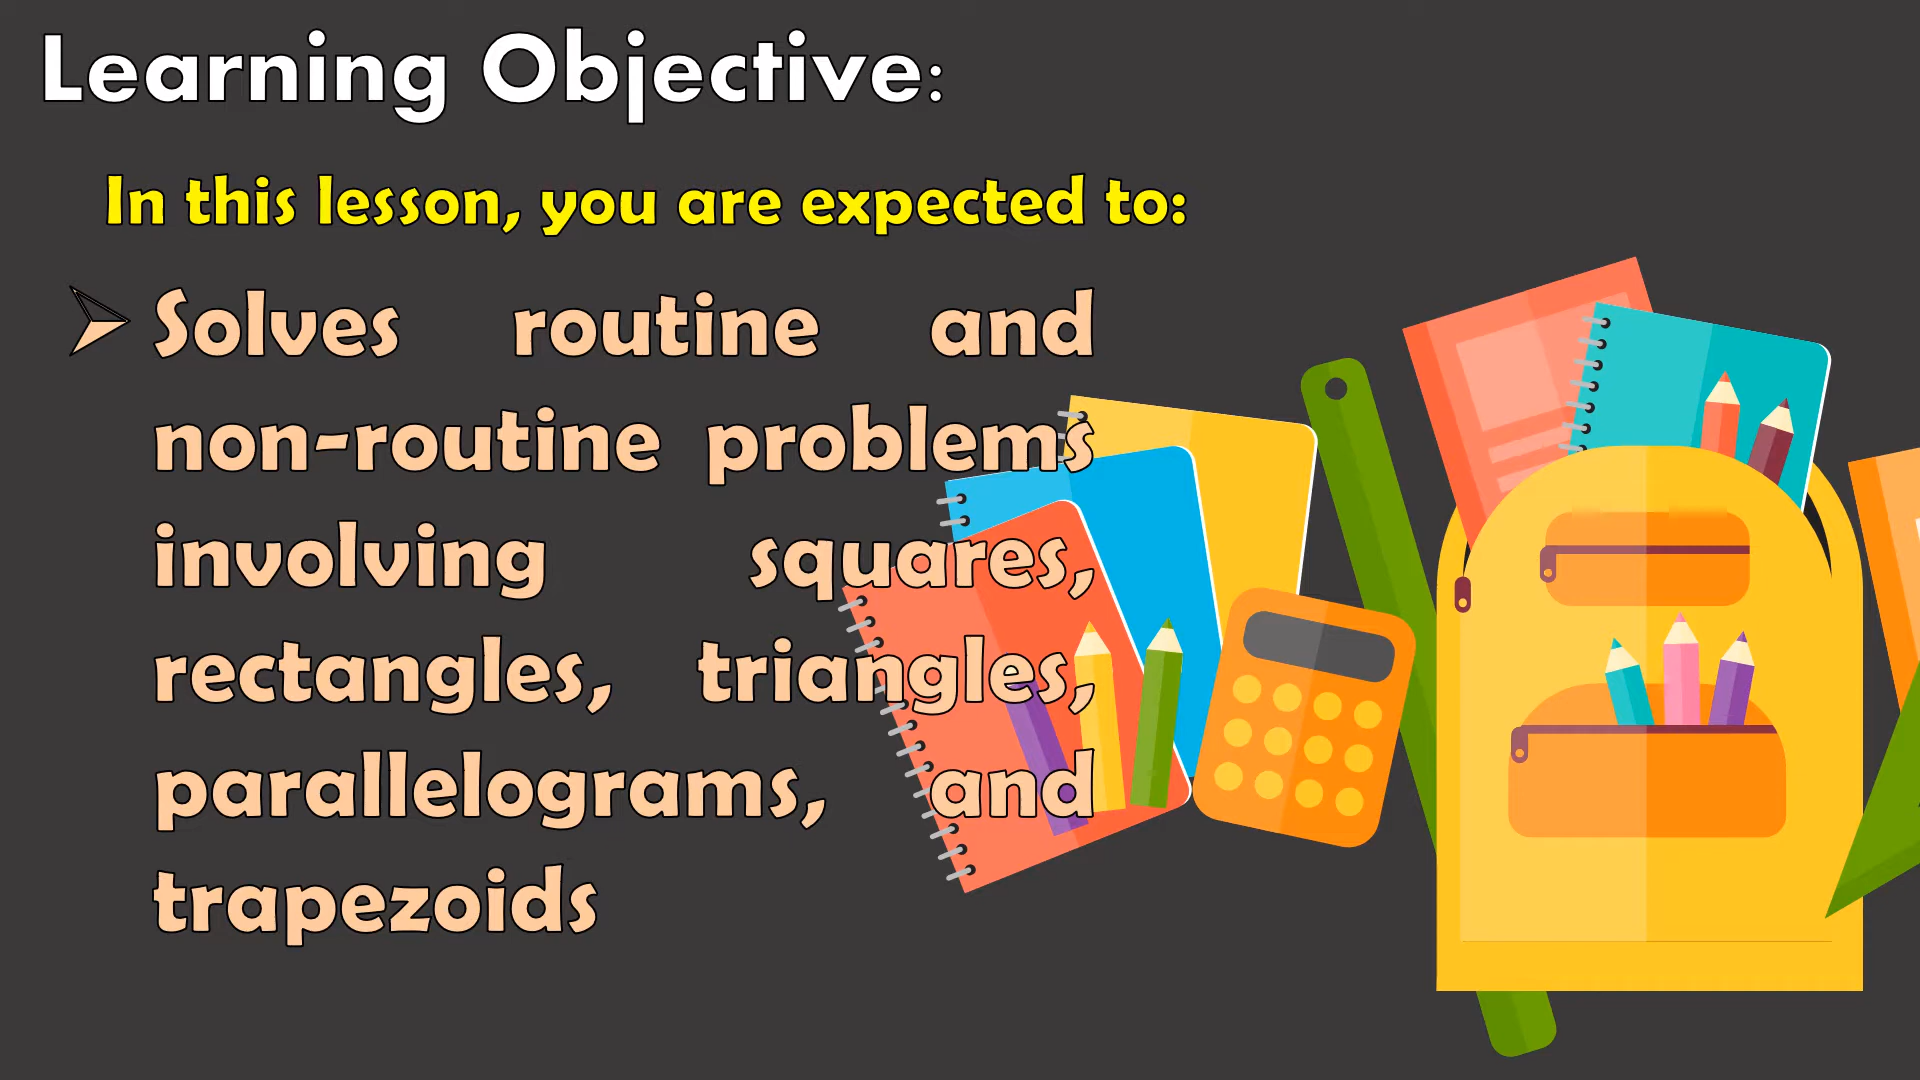 Learning Objective:
In this lesson, you are expected to:
➢ Solves routine and
non-routine problems
involving squares,
rectangles, triangles,
parallelograms, and
trapezoids